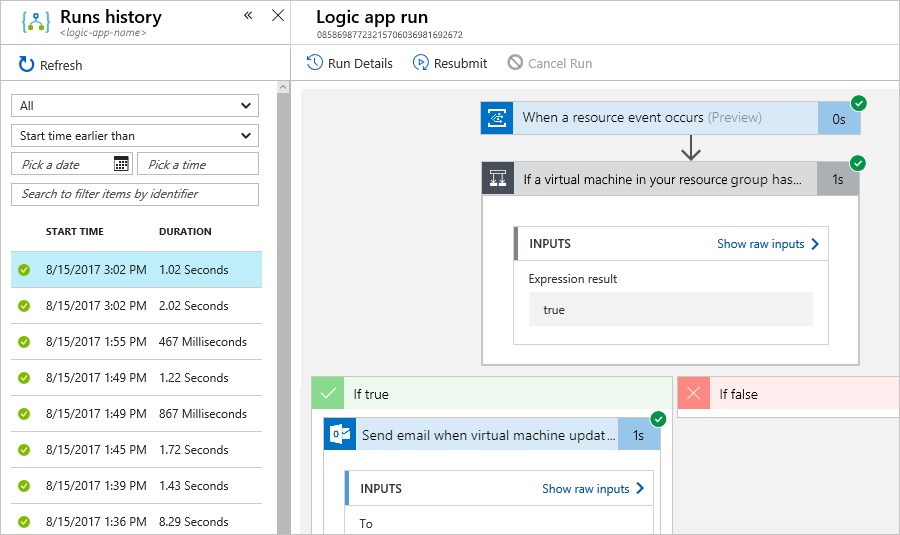 Runs history
<logic-app-name>
Refresh
All
Start time earlier than
Pick a date
Pick a time
Search to filter items by identifier
START TIME DURATION
8/15/2017 3:02 PM 1.02 Seconds
8/15/2017 3:02 PM 2.02 Seconds
8/15/2017 1:55 PM 467 Milliseconds
8/15/2017 1:49 PM 1.22 Seconds
8/15/2017 1:49 PM 867 Milliseconds
8/15/2017 1:45 PM 1.72 Seconds
8/15/2017 1:39 PM 1.43 Seconds
8/15/2017 1:36 PM 8.29 Seconds
Logic app run
08586987723215706036981692672
Run Details Resubmit Cancel Run
When a resource event occurs (Preview) 0s
If a virtual machine in your resource group has... 1s
INPUTS Show raw inputs
Expression result
true
If true
If false
Send email when virtual machine updat... 1s
INPUTS Show raw inputs
To